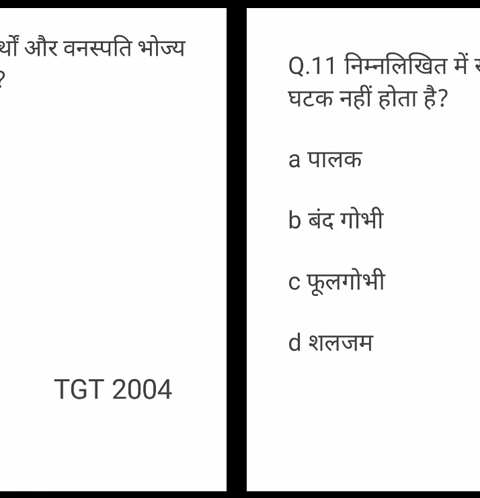 और वनस्पति भोज्य
?
TGT 2004
Q.11 निम्नलिखित में
घटक नहीं होता है?
a पालक
b बंद गोभी
c फूलगोभी
d शलजम